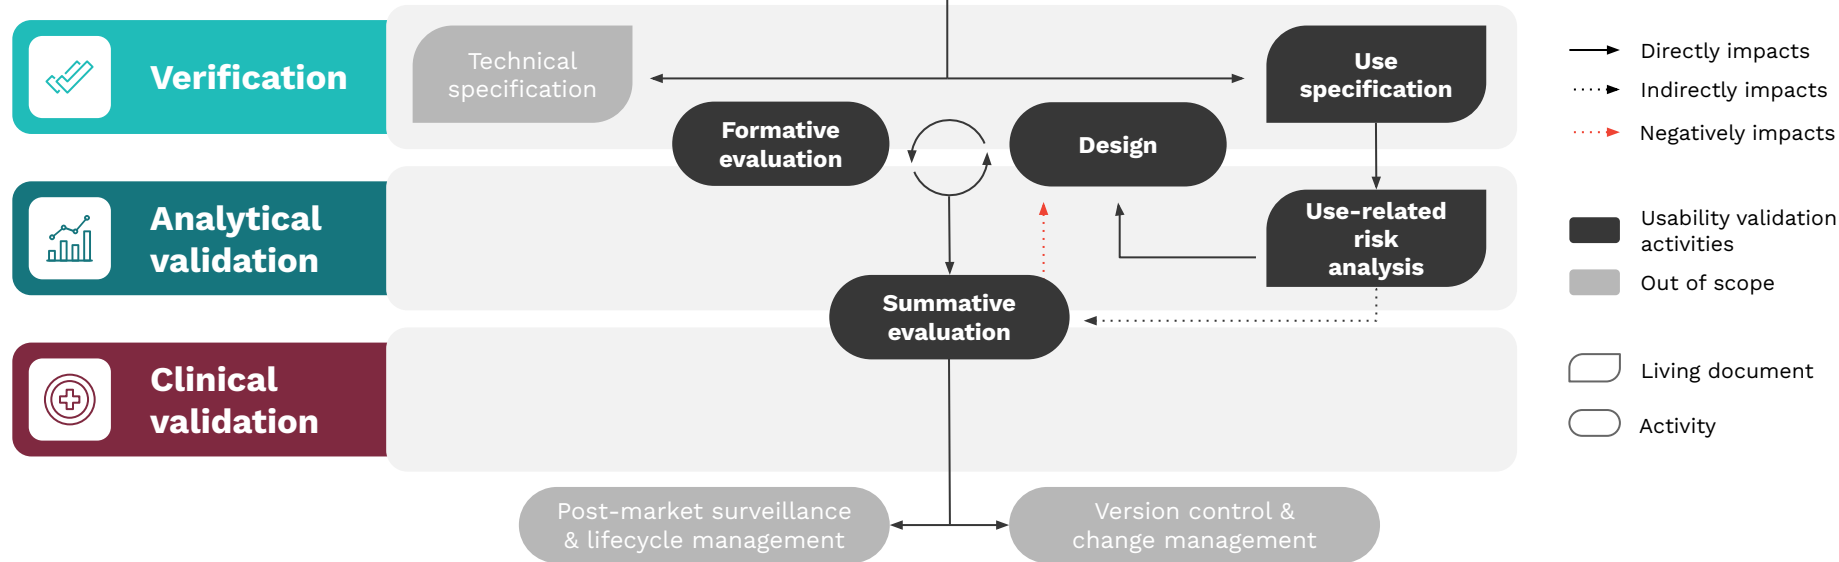 Verification
Technical
specification
Use
specification
Formative
evaluation
Design
Analytical
validation
Use-related
risk
analysis
Summative
evaluation
Clinical
validation
Post-market surveillance
& lifecycle management
Version control &
change management
Directly impacts
Indirectly impacts
Negatively impacts
Usability validation
activities
Out of scope
Living document
Activity